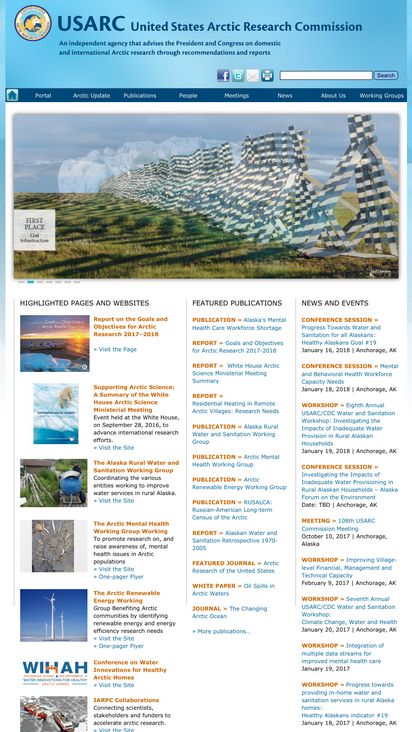 USARC United States Arctic Research Commission
An independent agency that advises the President and Congress on domestic
and international Arctic research through recommendations and reports
Search
Portal Arctic Update Publications People Meetings News About Us Working Groups
FIRST
PLACE
Civil
Infrastructure
HIGHLIGHTED PAGES AND WEBSITES
Report on the Goals and
Objectives for Arctic
Research 2017–2018
» Visit the Page
Supporting Arctic Science:
A Summary of the White
House Arctic Science
Ministerial Meeting
Event held at the White House,
on September 28, 2016, to
advance international research
efforts.
» Visit the Site
The Alaska Rural Water and
Sanitation Working Group
Coordinating the various
entities working to improve
water services in rural Alaska.
» Visit the Site
The Arctic Mental Health
Working Group Working
To promote research on, and
raise awareness of, mental
health issues in Arctic
populations
» Visit the Site
» One-pager Flyer
The Arctic Renewable
Energy Working
Group Benefiting Arctic
communities by identifying
renewable energy and energy
efficiency research needs
» Visit the Site
» One-pager Flyer
WIHAH
WATER INNOVATIONS FOR HEALTHY
ARCTIC HOMES
Conference on Water
Innovations for Healthy
Arctic Homes
» Visit the Site
IARPC Collaborations
Connecting scientists,
stakeholders and funders to
accelerate arctic research.
» Visit the Site
FEATURED PUBLICATIONS
PUBLICATION » Alaska's Mental
Health Care Workforce Shortage
REPORT » Goals and Objectives
for Arctic Research 2017-2018
REPORT » White House Arctic
Science Ministerial Meeting
Summary
REPORT »
Residential Heating in Remote
Arctic Villages: Research Needs
PUBLICATION » Alaska Rural
Water and Sanitation Working
Group
PUBLICATION » Arctic Mental
Health Working Group
PUBLICATION » Arctic
Renewable Energy Working Group
PUBLICATION » RUSALCA:
Russian-American Long-term
Census of the Arctic
REPORT » Alaskan Water and
Sanitation Retrospective 1970-
2005
FEATURED JOURNAL » Arctic
Research of the United States
WHITE PAPER » Oil Spills in
Arctic Waters
JOURNAL » The Changing
Arctic Ocean
» More publications...
NEWS AND EVENTS
CONFERENCE SESSION »
Progress Towards Water and
Sanitation for all Alaskans:
Healthy Alaskans Goal #19
January 16, 2018 | Anchorage, AK
CONFERENCE SESSION » Mental
and Behavioral Health Workforce
Capacity Needs
January 18, 2018 | Anchorage, AK
WORKSHOP » Eighth Annual
USARC/CDC Water and Sanitation
Workshop: Investigating the
Impacts of Inadequate Water
Provision in Rural Alaskan
Households
January 19, 2018 | Anchorage, AK
CONFERENCE SESSION »
Investigating the Impacts of
Inadequate Water Provisioning in
Rural Alaskan Households – Alaska
Forum on the Environment
Date: TBD | Anchorage, AK
MEETING » 108th USARC
Commission Meeting
October 10, 2017 | Anchorage,
Alaska
WORKSHOP » Improving Village-
level Financial, Management and
Technical Capacity
February 9, 2017 | Anchorage, AK
WORKSHOP » Seventh Annual
USARC/CDC Water and Sanitation
Workshop:
Climate Change, Water and Health
January 20, 2017 | Anchorage, AK
WORKSHOP » Integration of
multiple data streams for
improved mental health care
January 19, 2017
WORKSHOP » Progress towards
providing in-home water and
sanitation services in rural Alaska
homes:
Healthy Alaskans indicator #19
January 18, 2017 | Anchorage, AK